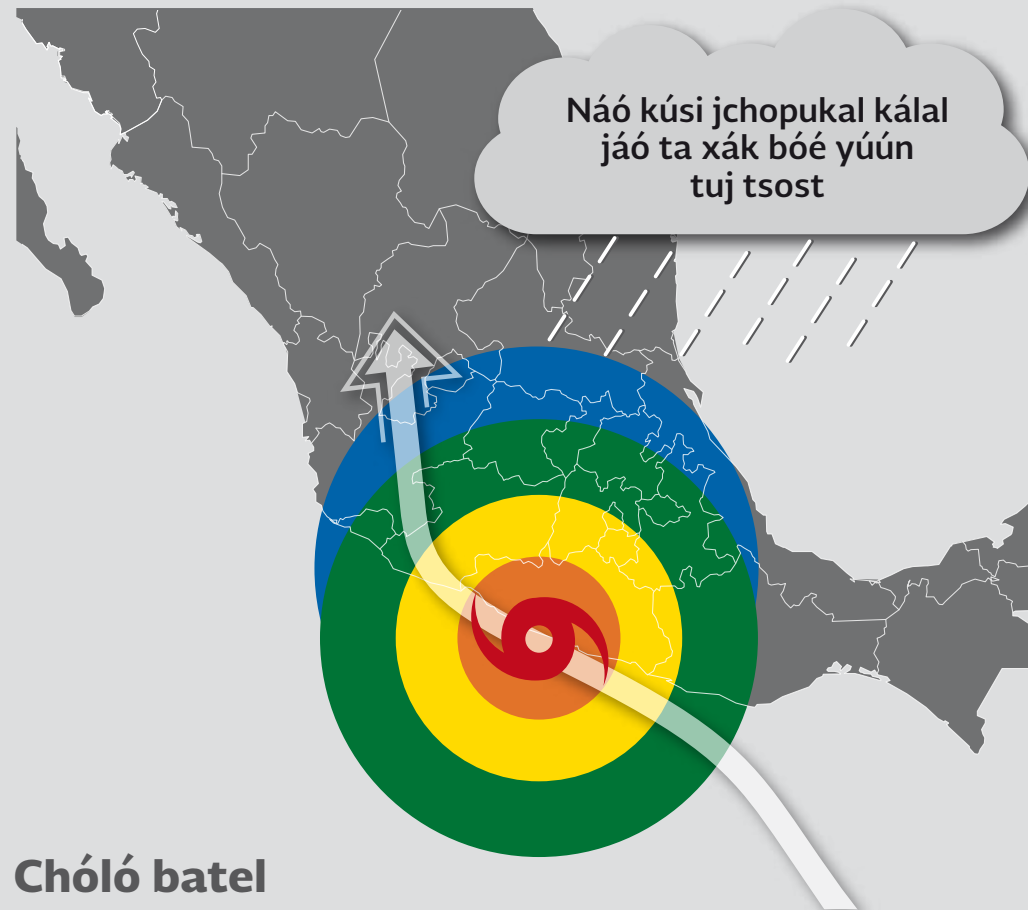 Náó kúsi jchopukal kálal
jáó ta xák bóé yúún
tuj tsost
Chóló batel